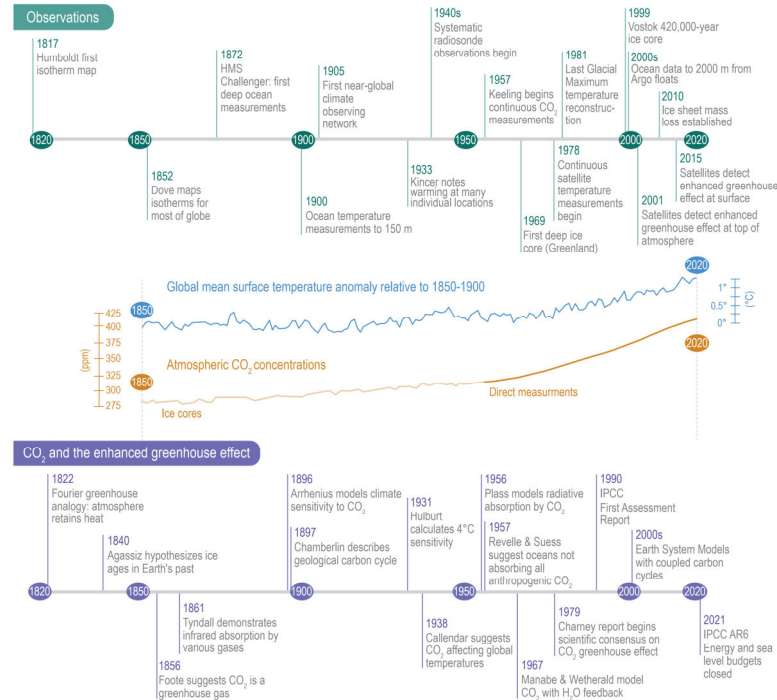 Observations
1817
Humboldt first
isotherm map
1872
HMS
Challenger: first
deep ocean
measurements
1905
First near-global
climate
observing
network
1940s
Systematic
radiosonde
observations begin
1957
Keeling begins
continuous CO₂
measurements
1981
Last Glacial
Maximum
temperature
reconstruc-
tion
1999
Vostok 420,000-year
ice core
2000s
Ocean data to 2000 m from
Argo floats
2010
Ice sheet mass
loss established
1820
1850
1900
1950
2000
2020
1852
Dove maps
isotherms for
most of globe
1900
Ocean temperature
measurements to 150 m
1933
Kincer notes
warming at many
individual locations
1969
First deep ice
core (Greenland)
1978
Continuous
satellite
temperature
measurements
begin
2001
Satellites detect enhanced
greenhouse effect at top of
atmosphere
2015
Satellites detect
enhanced greenhouse
effect at surface
Global mean surface temperature anomaly relative to 1850-1900
1850
2020
1°
0.5°
0°
(°C)
425
400
375
350
325
300
275
(ppm)
Atmospheric CO₂ concentrations
1850
2020
Ice cores
Direct measurments
CO₂ and the enhanced greenhouse effect
1822
Fourier greenhouse
analogy: atmosphere
retains heat
1840
Agassiz hypothesizes ice
ages in Earth's past
1896
Arrhenius models climate
sensitivity to CO₂
1897
Chamberlin describes
geological carbon cycle
1931
Hulburt
calculates 4°C
sensitivity
1956
Plass models radiative
absorption by CO₂
1957
Revelle & Suess
suggest oceans not
absorbing all
anthropogenic CO₂
1990
IPCC
First Assessment
Report
2000s
Earth System Models
with coupled carbon
cycles
1820
1850
1900
1950
2000
2020
1856
Foote suggests CO₂ is a
greenhouse gas
1861
Tyndall demonstrates
infrared absorption by
various gases
1938
Callendar suggests
CO₂ affecting global
temperatures
1967
Manabe & Wetherald model
CO₂ with H₂O feedback
1979
Charney report begins
scientific consensus on
CO₂ greenhouse effect
2021
IPCC AR6
Energy and sea
level budgets
closed